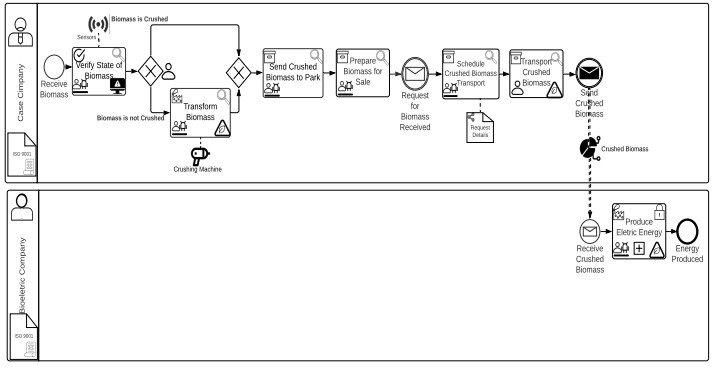 Biomass is Crushed
Sensors
Verify State of
Biomass
Receive
Biomass
Biomass is not Crushed
Transform
Biomass
Crushing Machine
Send Crushed
Biomass to Park
Prepare
Biomass for
Sale
Request
for
Biomass
Received
Schedule
Crushed Biomass
Transport
Request
Details
Transport
Crushed
Biomass
Send
Crushed
Biomass
Crushed Biomass
Case Cimpany
ISO 9001
Receive
Crushed
Biomass
Produce
Eletric Energy
Energy
Produced
Bioeletric Company
ISO 9001